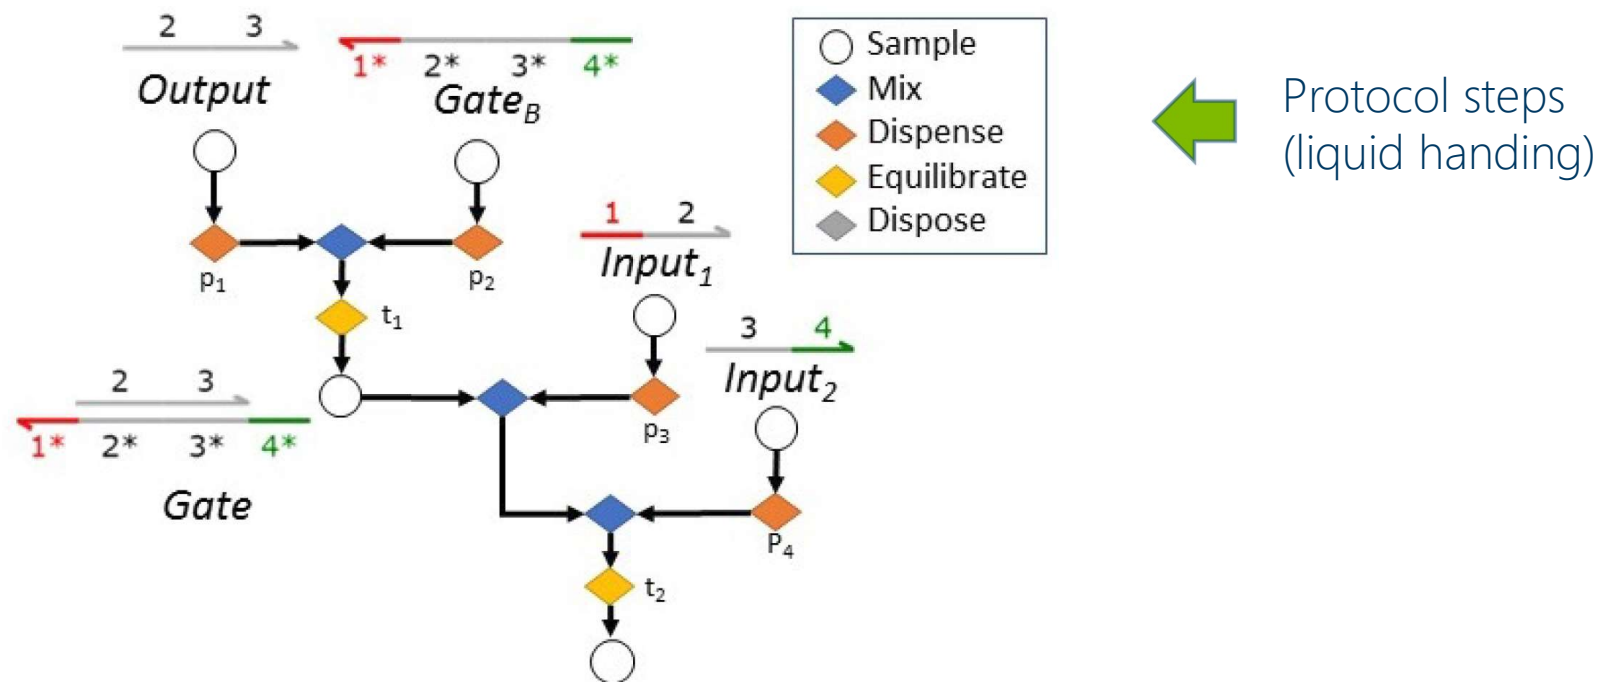 2 3
Output
1* 2* 3* 4*
Gate_B
Sample
Mix
Dispense
Equilibrate
Dispose
Protocol steps
(liquid handing)
p₁
p₂
1 2
Input₁
t₁
3 4
Input₂
2 3
1* 2* 3* 4*
Gate
p₃
P₄
t₂